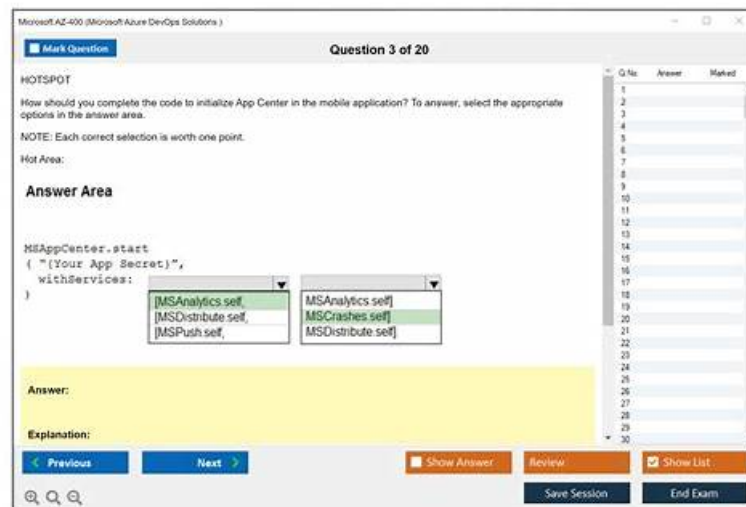 Microsoft AZ-400 (Microsoft Azure DevOps Solutions )
Mark Question
Question 3 of 20
HOTSPOT
How should you complete the code to initialize App Center in the mobile application? To answer, select the appropriate
options in the answer area.
NOTE: Each correct selection is worth one point.
Hot Area:
Answer Area
MSAppCenter.start
( "{Your App Secret}",
withServices:
)
[MSAnalytics.self,
[MSDistribute.self,
[MSPush.self,
MSAnalytics.self]
MSCrashes.self]
MSDistribute.self]
Answer:
Explanation:
Q.No. Answer Marked
1
2
3
4
5
6
7
8
9
10
11
12
13
14
15
16
17
18
19
20
21
22
23
24
25
26
27
28
29
30
Previous
Next
Show Answer
Review
Show List
Save Session
End Exam